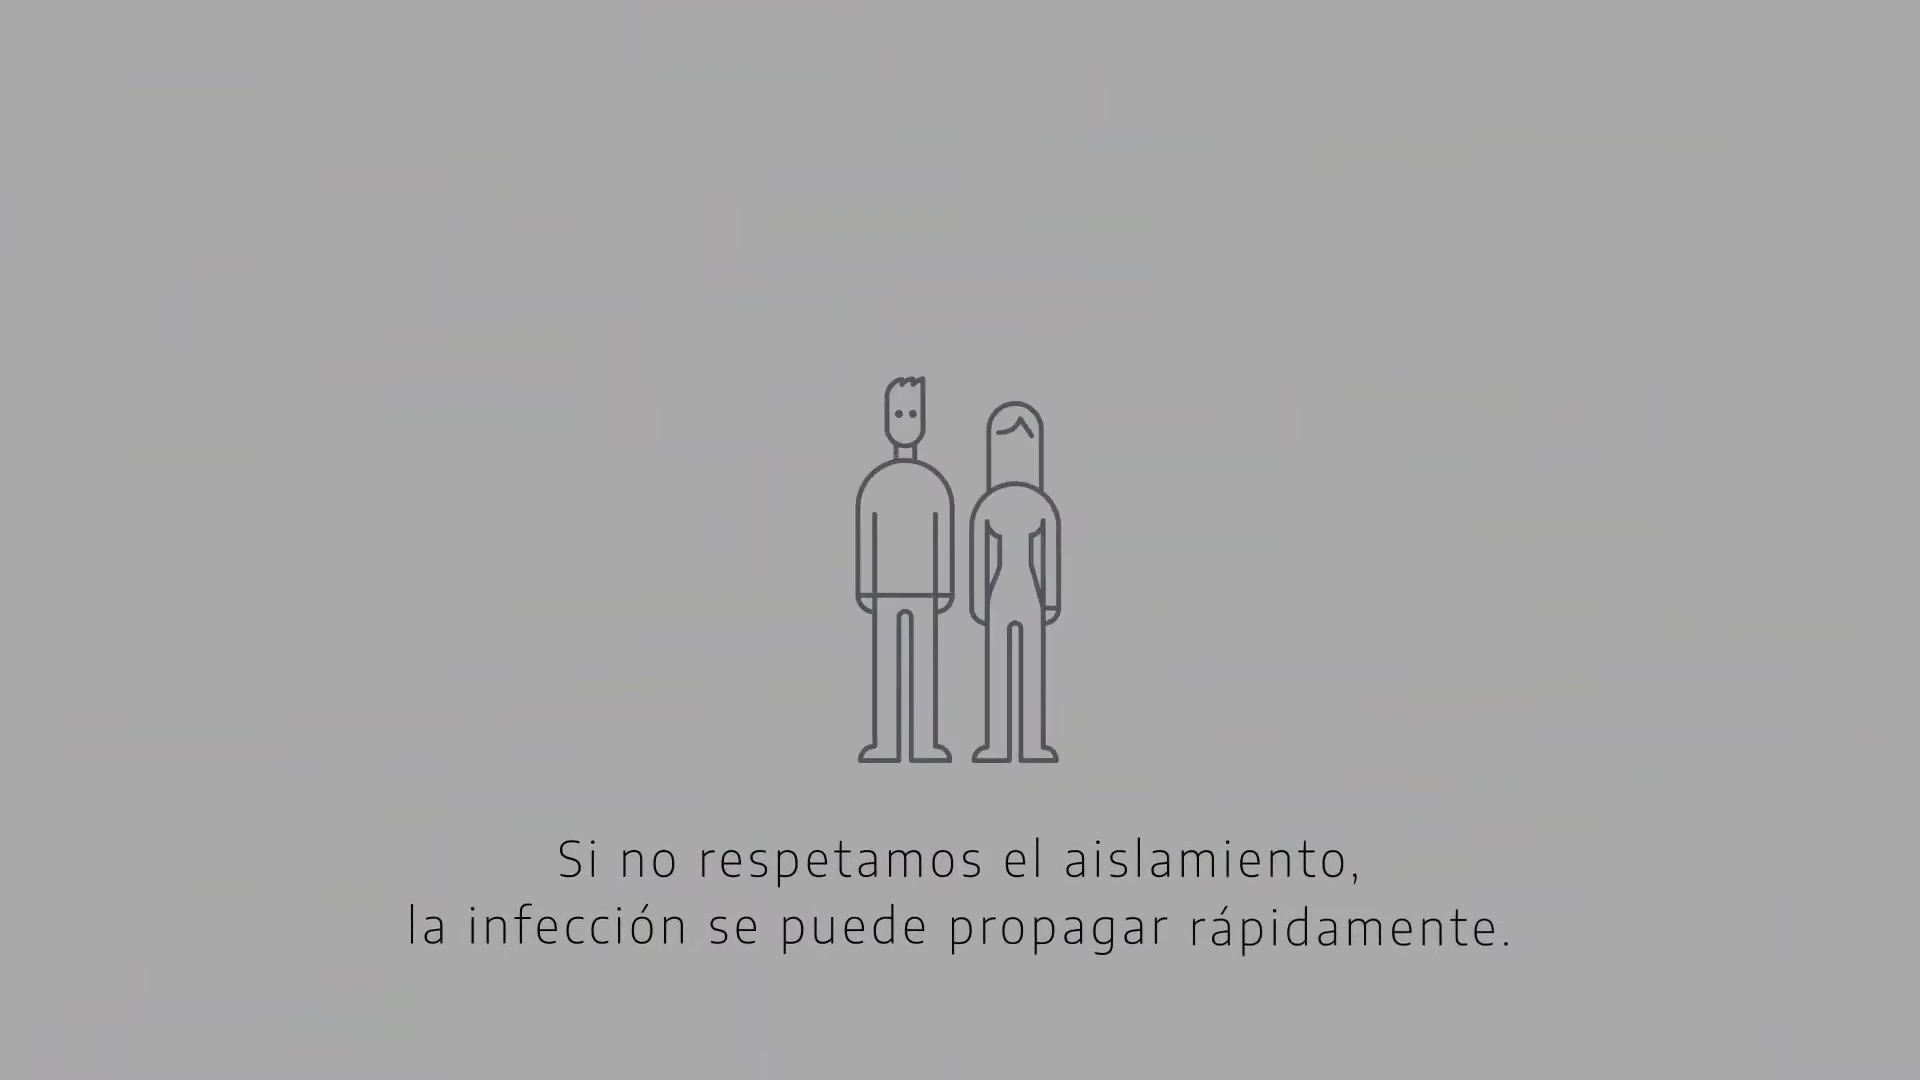 Si no respetamos el aislamiento,
la infección se puede propagar rápidamente.